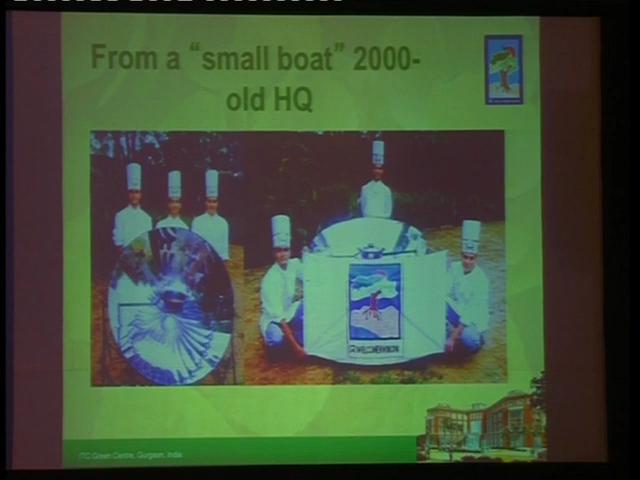 From a “small boat” 2000-
old HQ
ITC Green Centre, Gurgaon, India